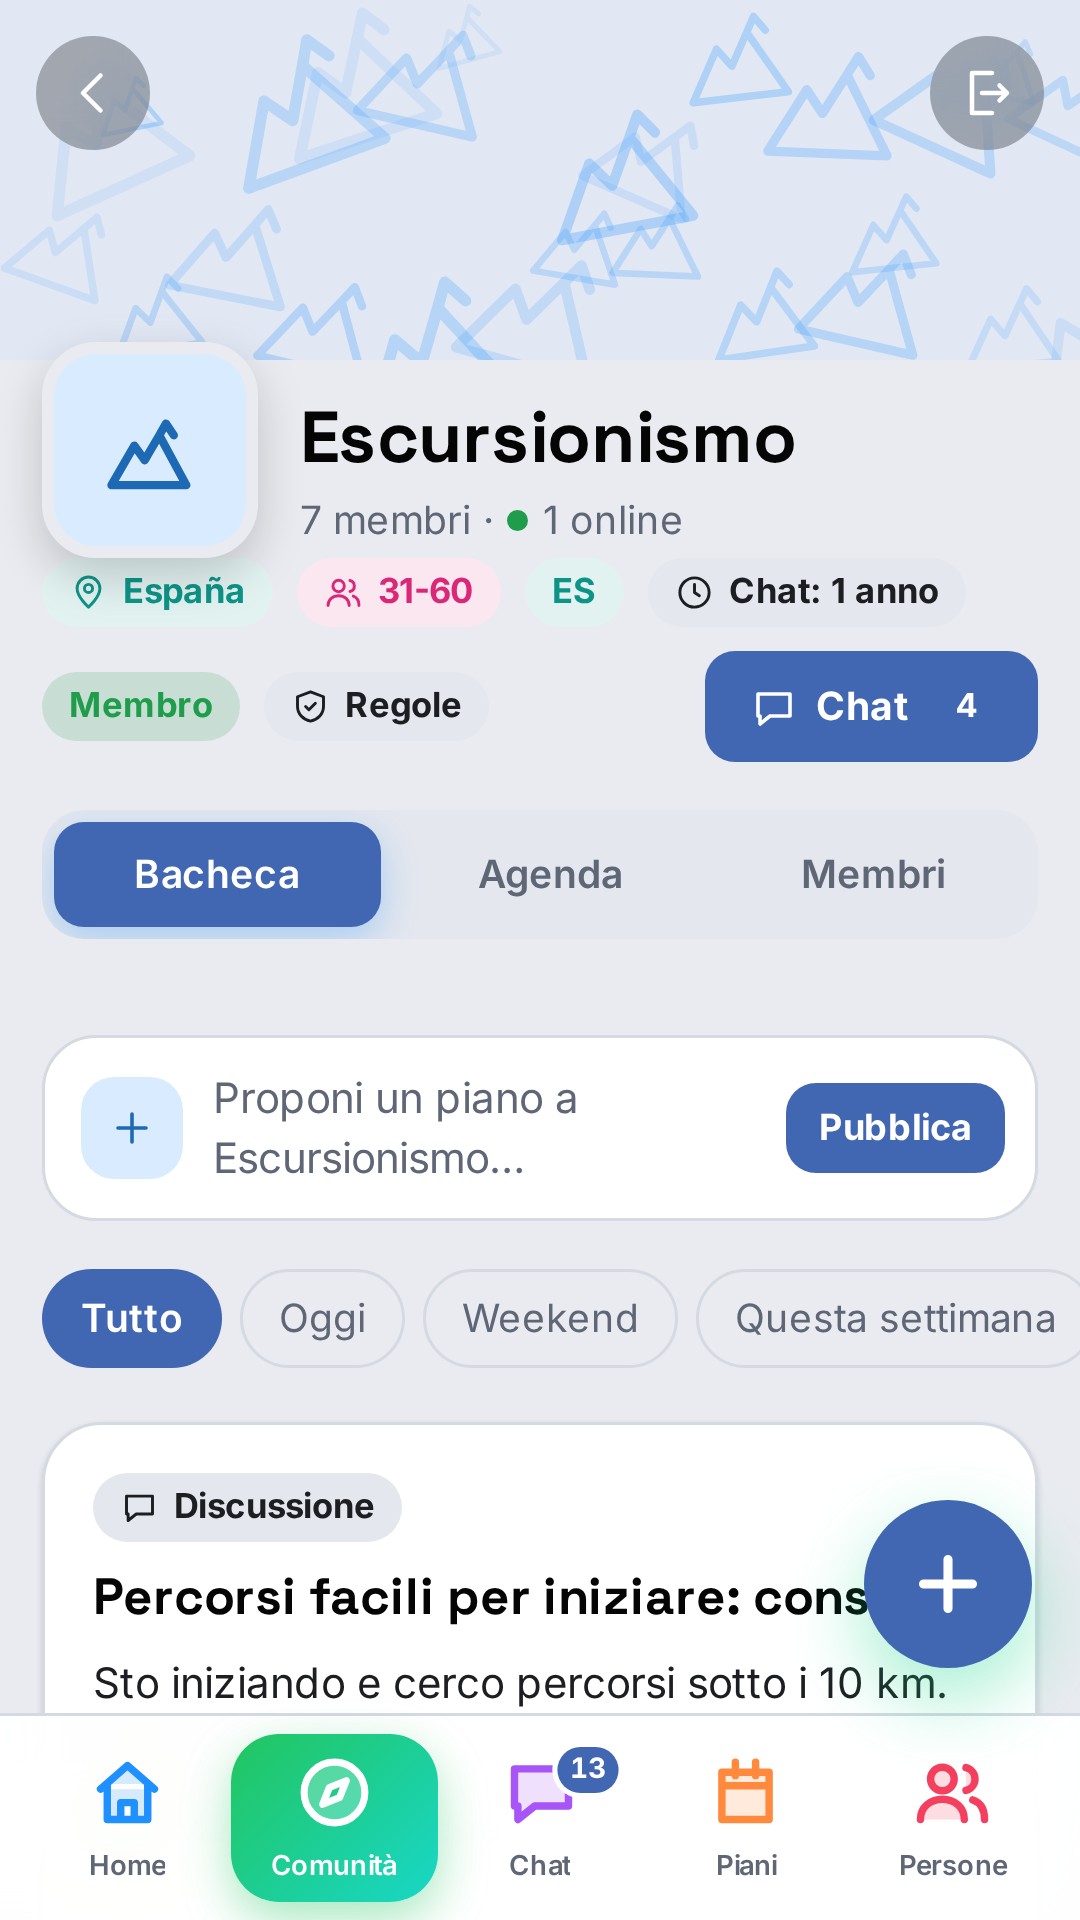 Escursionismo
7 membri · 1 online
España
31-60
ES
Chat: 1 anno
Membro
Regole
Chat 4
Bacheca
Agenda
Membri
Proponi un piano a
Escursionismo...
Pubblica
Tutto
Oggi
Weekend
Questa settimana
Discussione
Percorsi facili per iniziare: cons
Sto iniziando e cerco percorsi sotto i 10 km.
13
Home
Comunità
Chat
Piani
Persone